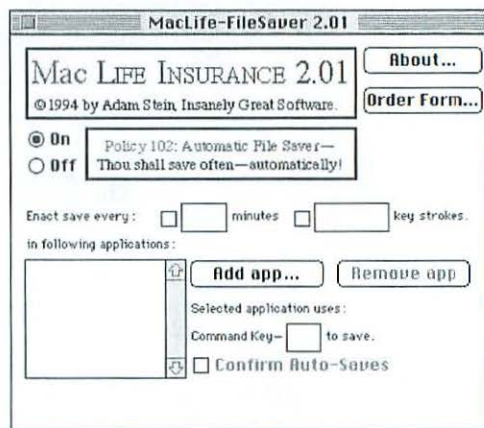 MacLife-FileSaver 2.01
Mac Life Insurance 2.01
©1994 by Adam Stein, Insanely Great Software.
About...
Order Form...
On
Off
Policy 102: Automatic File Saver—
Thou shall save often—automatically!
Enact save every: minutes key strokes.
in following applications:
Add app... Remove app
Selected application uses:
Command Key- to save.
Confirm Auto-Saves